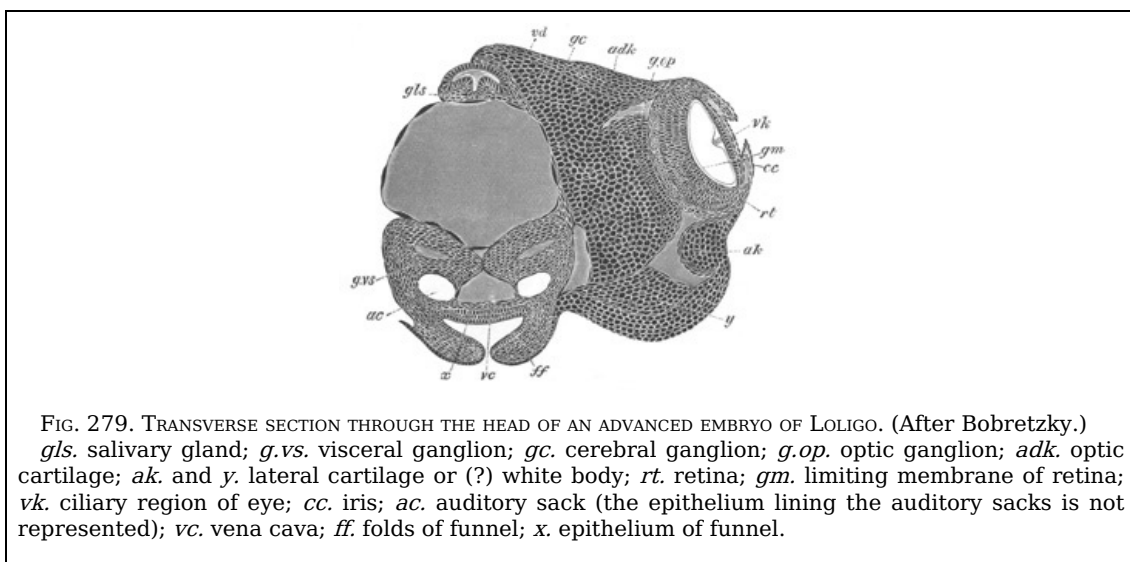 vd
gc
adk
g.op
gls
vk
gm
cc
rt
ak
g.vs
ac
y
x
vc
ff
FIG. 279. TRANSVERSE SECTION THROUGH THE HEAD OF AN ADVANCED EMBRYO OF LOLIGO. (After Bobretzky.)
gls. salivary gland; g.vs. visceral ganglion; gc. cerebral ganglion; g.op. optic ganglion; adk. optic
cartilage; ak. and y. lateral cartilage or (?) white body; rt. retina; gm. limiting membrane of retina;
vk. ciliary region of eye; cc. iris; ac. auditory sack (the epithelium lining the auditory sacks is not
represented); vc. vena cava; ff. folds of funnel; x. epithelium of funnel.